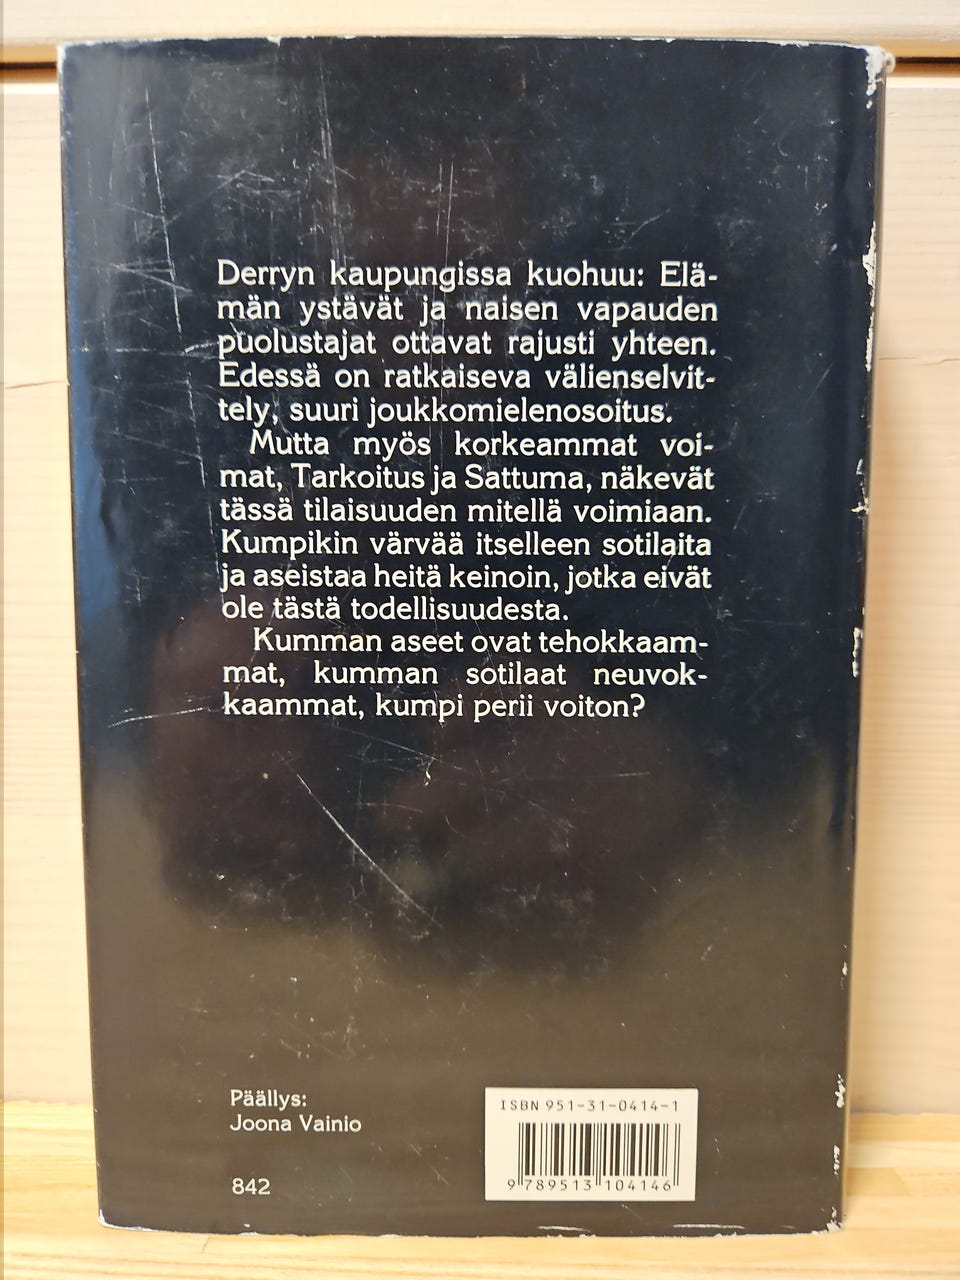 Derryn kaupungissa kuohuu: Elä-
män ystävät ja naisen vapauden
puolustajat ottavat rajusti yhteen.
Edessä on ratkaiseva välienselvit-
tely, suuri joukkomielenosoitus.
Mutta myös korkeammat voi-
mat, Tarkoitus ja Sattuma, näkevät
tässä tilaisuuden mitellä voimiaan.
Kumpikin värvää itselleen sotilaita
ja aseistaa heitä keinoin, jotka eivät
ole tästä todellisuudesta.
Kumman aseet ovat tehokkaam-
mat, kumman sotilaat neuvok-
kaammat, kumpi perii voiton?
Päällys:
Joona Vainio
842
ISBN 951-31-0414-1
9 789513 104146